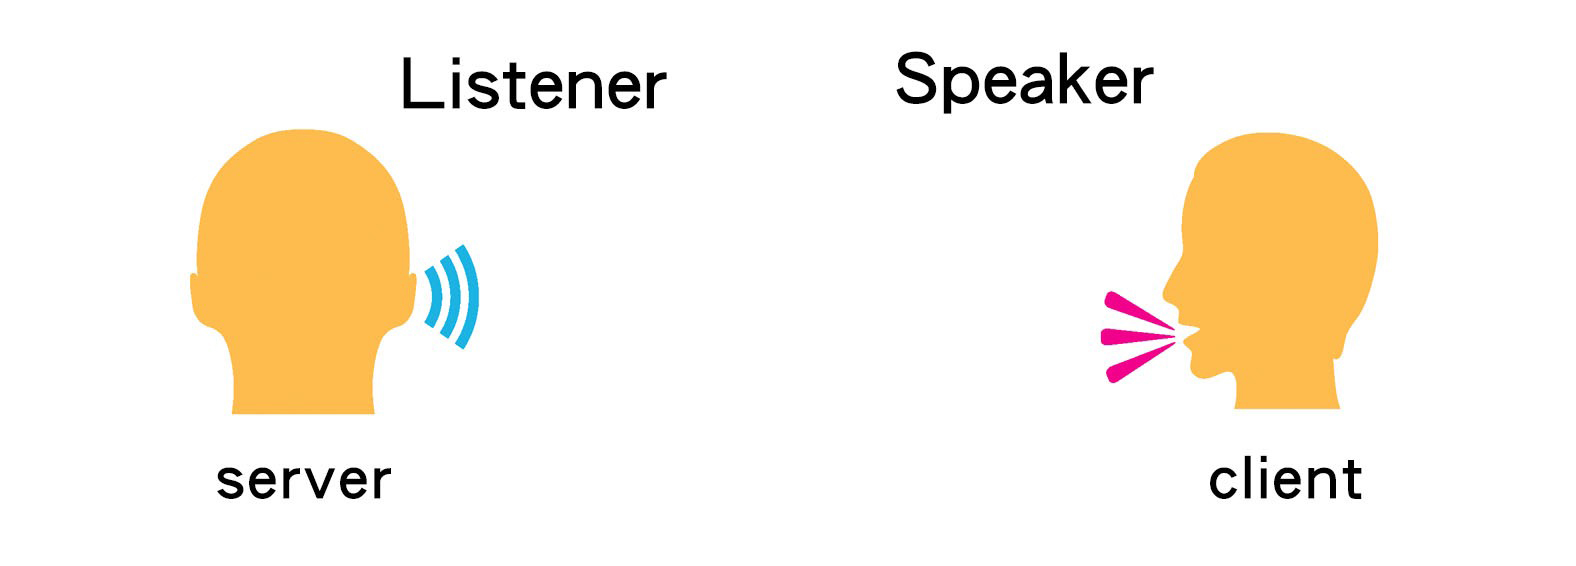 Listener
Speaker
server
client